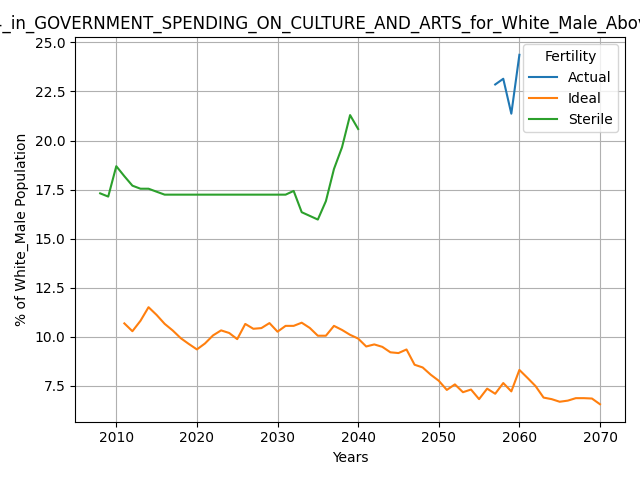 _in_GOVERNMENT_SPENDING_ON_CULTURE_AND_ARTS_for_White_Male_Abov
25.0
22.5
20.0
17.5
15.0
12.5
10.0
7.5
% of White_Male Population
Fertility
Actual
Ideal
Sterile
2010 2020 2030 2040 2050 2060 2070
Years